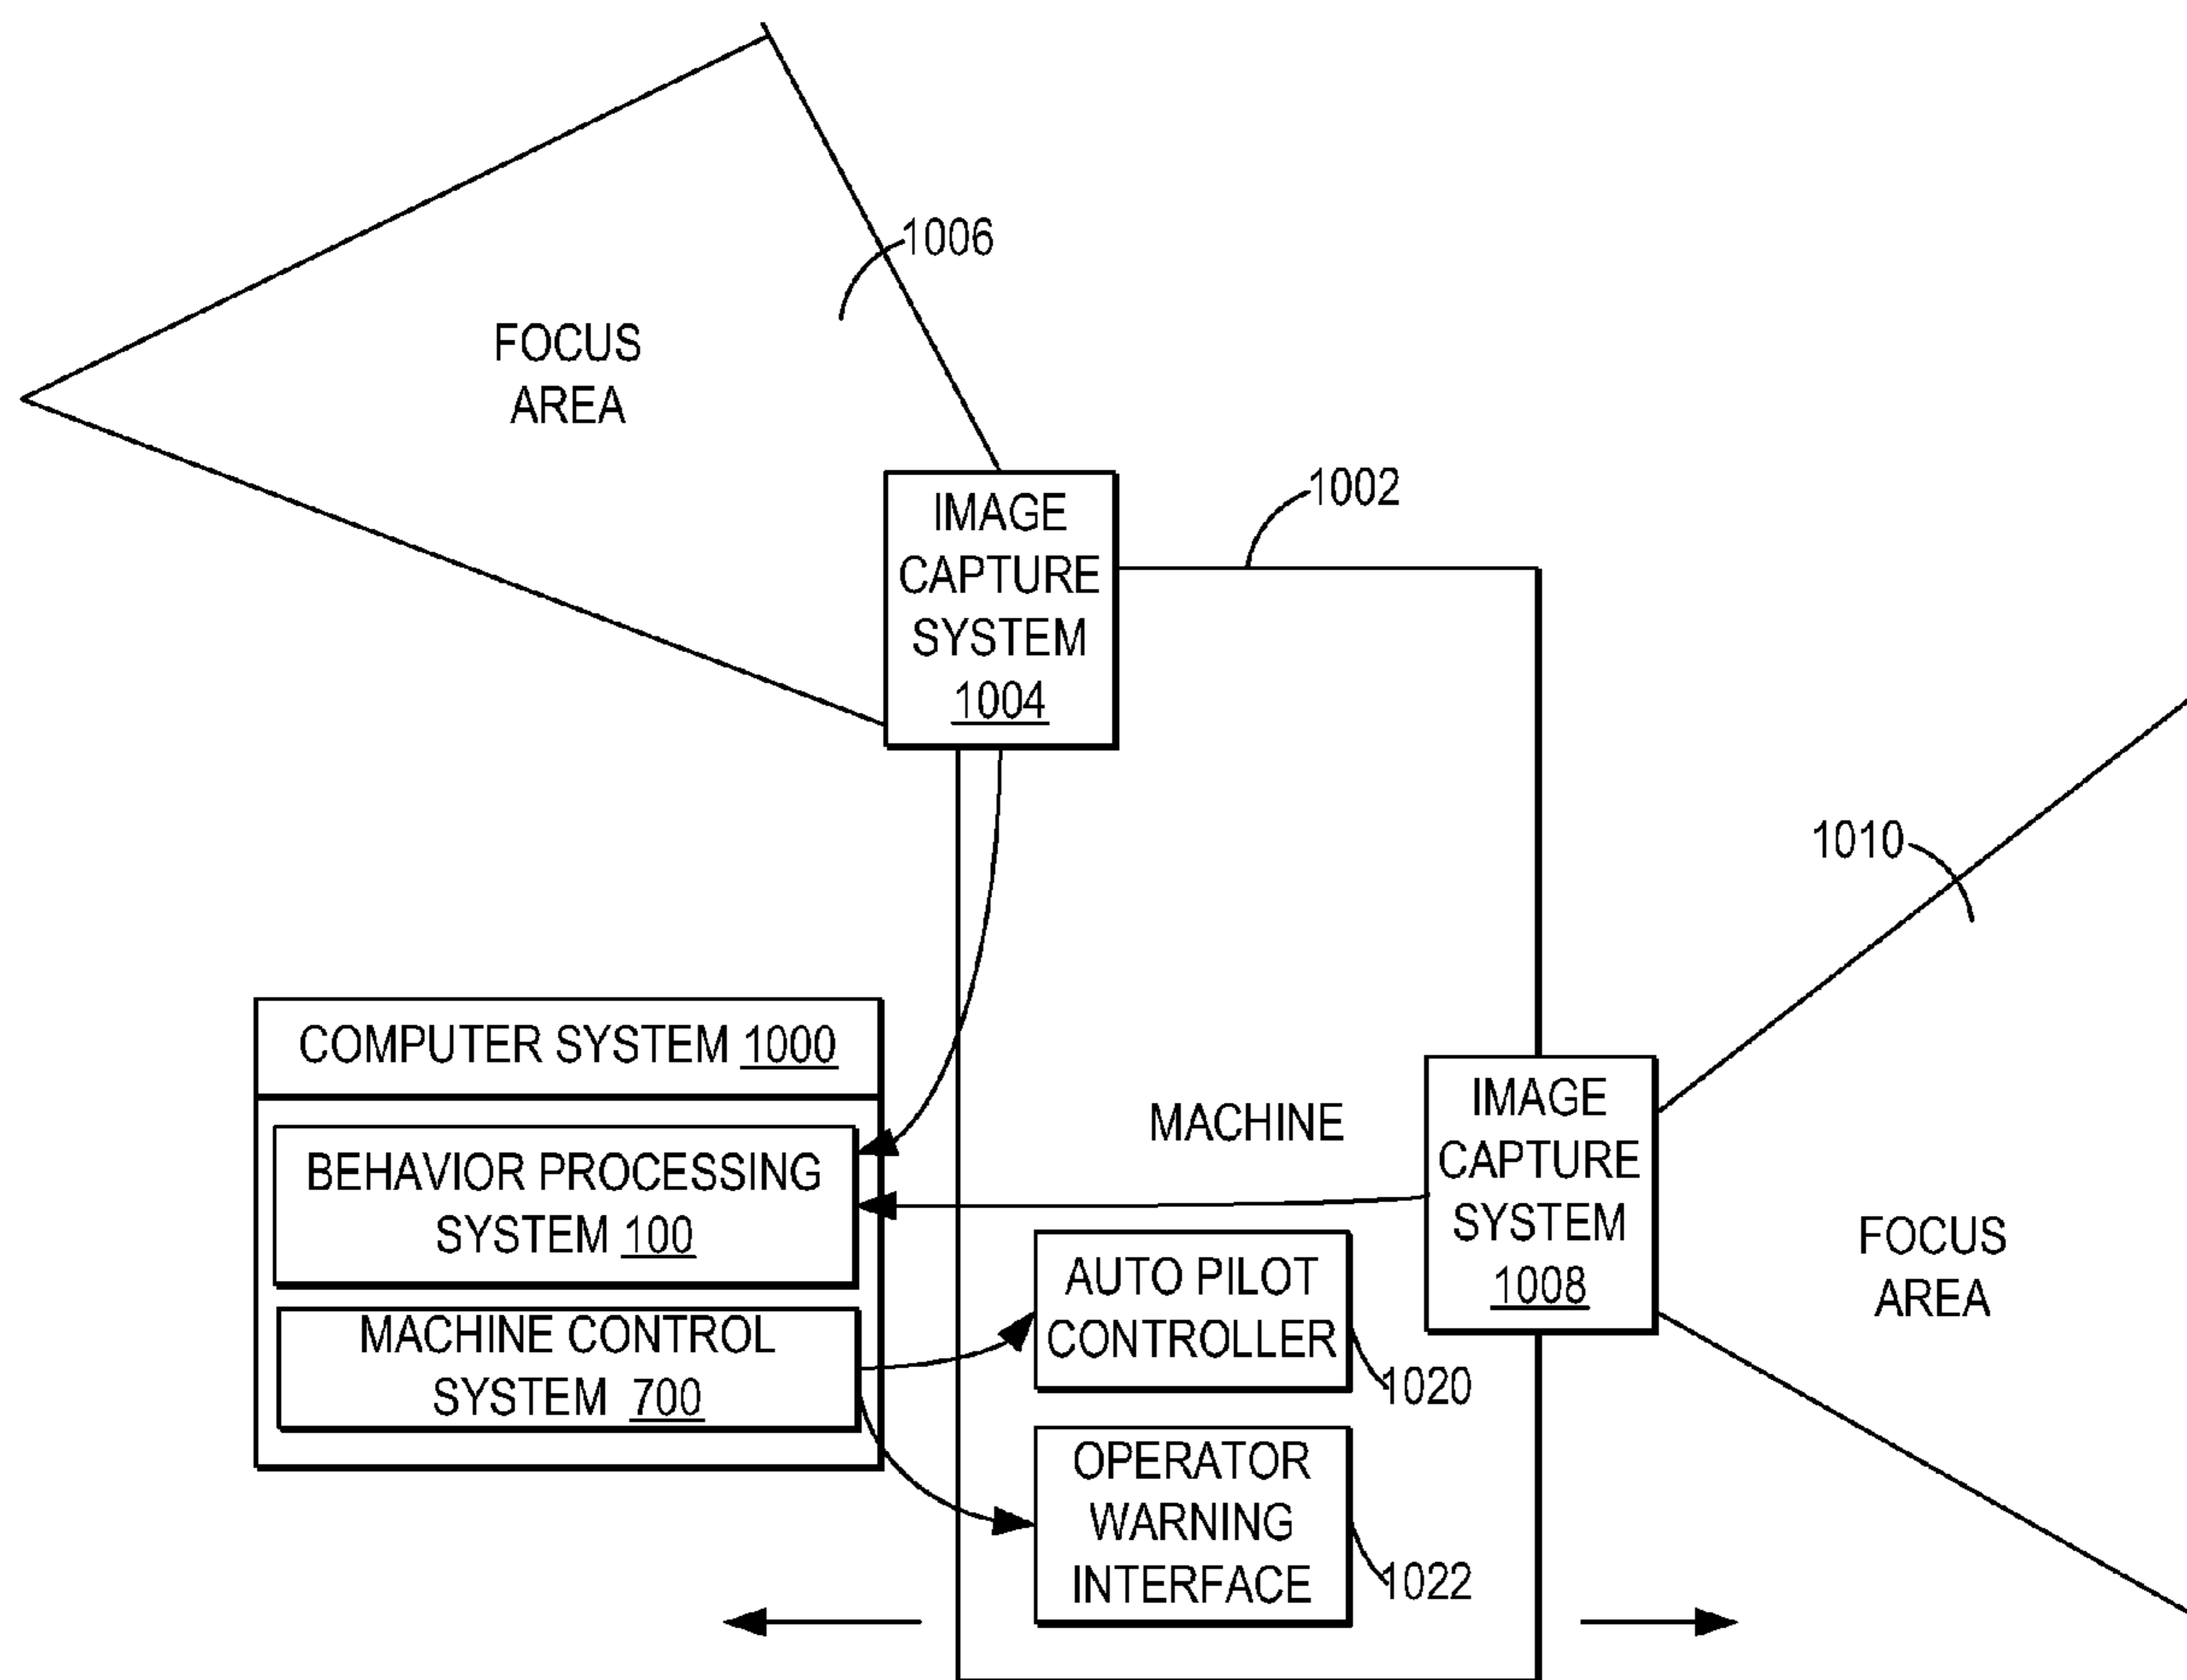 1006
FOCUS
AREA
IMAGE
CAPTURE
SYSTEM
1004
1002
1010
COMPUTER SYSTEM 1000
BEHAVIOR PROCESSING
SYSTEM 100
MACHINE CONTROL
SYSTEM 700
MACHINE
IMAGE
CAPTURE
SYSTEM
1008
FOCUS
AREA
AUTO PILOT
CONTROLLER
1020
OPERATOR
WARNING
INTERFACE
1022